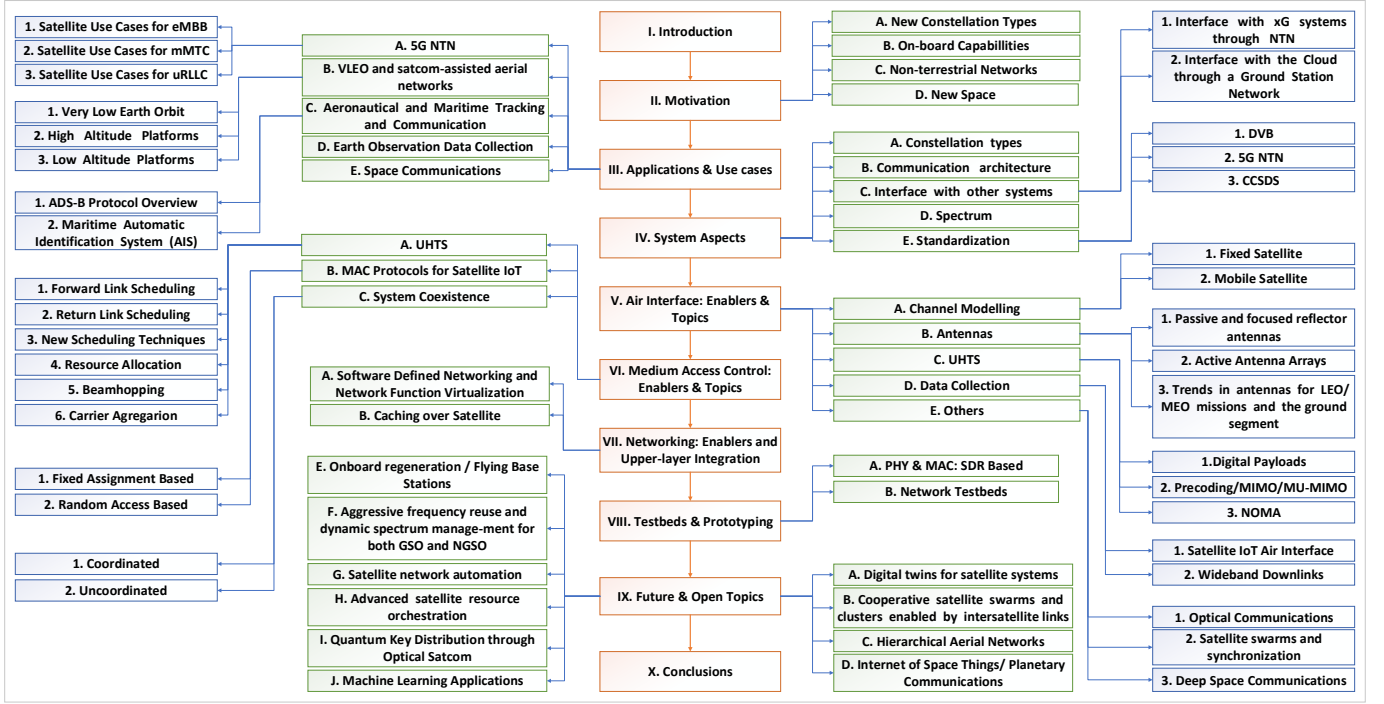 I. Introduction
II. Motivation
III. Applications & Use cases
IV. System Aspects
V. Air Interface: Enablers &
Topics
VI. Medium Access Control:
Enablers & Topics
VII. Networking: Enablers and
Upper-layer Integration
VIII. Testbeds & Prototyping
IX. Future & Open Topics
X. Conclusions
A. New Constellation Types
B. On-board Capabillities
C. Non-terrestrial Networks
D. New Space
A. 5G NTN
B. VLEO and satcom-assisted aerial
networks
C. Aeronautical and Maritime Tracking
and Communication
D. Earth Observation Data Collection
E. Space Communications
1. Satellite Use Cases for eMBB
2. Satellite Use Cases for mMTC
3. Satellite Use Cases for uRLLC
1. Very Low Earth Orbit
2. High Altitude Platforms
3. Low Altitude Platforms
1. ADS-B Protocol Overview
2. Maritime Automatic
Identification System (AIS)
A. Constellation types
B. Communication architecture
C. Interface with other systems
D. Spectrum
E. Standardization
1. Interface with xG systems
through NTN
2. Interface with the Cloud
through a Ground Station
Network
1. DVB
2. 5G NTN
3. CCSDS
A. Channel Modelling
B. Antennas
C. UHTS
D. Data Collection
E. Others
1. Fixed Satellite
2. Mobile Satellite
1. Passive and focused reflector
antennas
2. Active Antenna Arrays
3. Trends in antennas for LEO/
MEO missions and the ground
segment
1.Digital Payloads
2. Precoding/MIMO/MU-MIMO
3. NOMA
1. Satellite IoT Air Interface
2. Wideband Downlinks
1. Optical Communications
2. Satellite swarms and
synchronization
3. Deep Space Communications
A. UHTS
B. MAC Protocols for Satellite IoT
C. System Coexistence
1. Forward Link Scheduling
2. Return Link Scheduling
3. New Scheduling Techniques
4. Resource Allocation
5. Beamhopping
6. Carrier Agregarion
1. Fixed Assignment Based
2. Random Access Based
1. Coordinated
2. Uncoordinated
A. Software Defined Networking and
Network Function Virtualization
B. Caching over Satellite
A. PHY & MAC: SDR Based
B. Network Testbeds
A. Digital twins for satellite systems
B. Cooperative satellite swarms and
clusters enabled by intersatellite links
C. Hierarchical Aerial Networks
D. Internet of Space Things/ Planetary
Communications
E. Onboard regeneration / Flying Base
Stations
F. Aggressive frequency reuse and
dynamic spectrum manage-ment for
both GSO and NGSO
G. Satellite network automation
H. Advanced satellite resource
orchestration
I. Quantum Key Distribution through
Optical Satcom
J. Machine Learning Applications